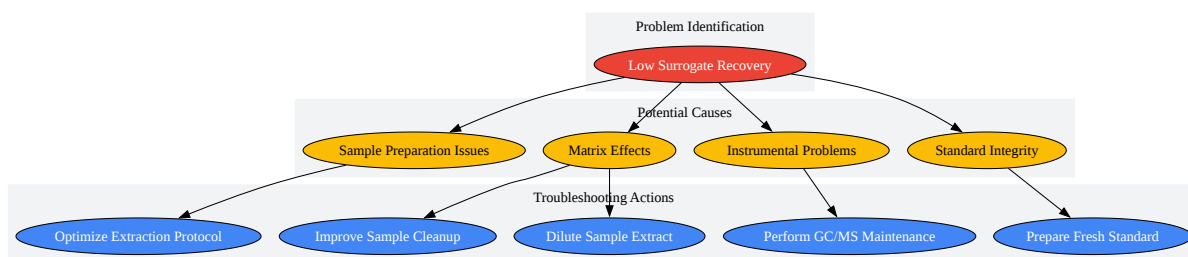 Problem Identification
Low Surrogate Recovery
Potential Causes
Sample Preparation Issues
Matrix Effects
Instrumental Problems
Standard Integrity
Troubleshooting Actions
Optimize Extraction Protocol
Improve Sample Cleanup
Dilute Sample Extract
Perform GC/MS Maintenance
Prepare Fresh Standard